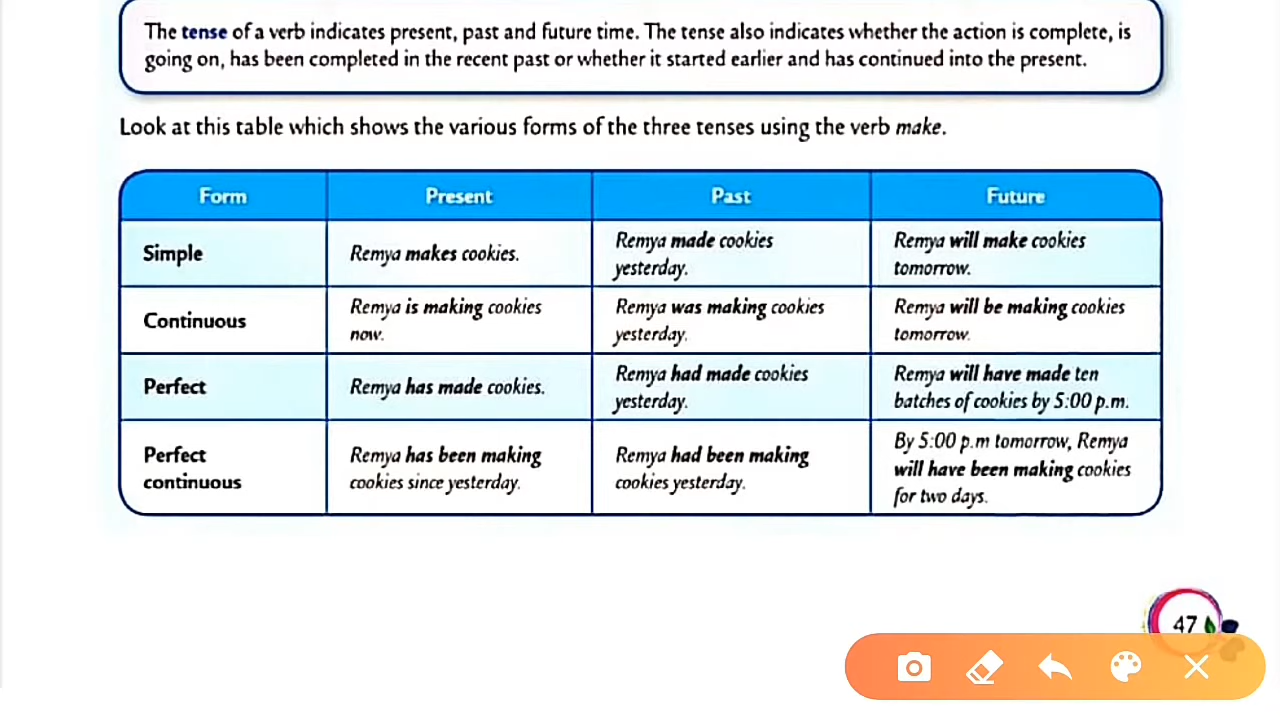 The tense of a verb indicates present, past and future time. The tense also indicates whether the action is complete, is
going on, has been completed in the recent past or whether it started earlier and has continued into the present.
Look at this table which shows the various forms of the three tenses using the verb make.
Form Present Past Future
Simple
Remya makes cookies.
Remya made cookies
yesterday.
Remya will make cookies
tomorrow.
Continuous
Remya is making cookies
now.
Remya was making cookies
yesterday.
Remya will be making cookies
tomorrow.
Perfect
Remya has made cookies.
Remya had made cookies
yesterday.
Remya will have made ten
batches of cookies by 5:00 p.m.
Perfect
continuous
Remya has been making
cookies since yesterday.
Remya had been making
cookies yesterday.
By 5:00 p.m tomorrow, Remya
will have been making cookies
for two days.
47